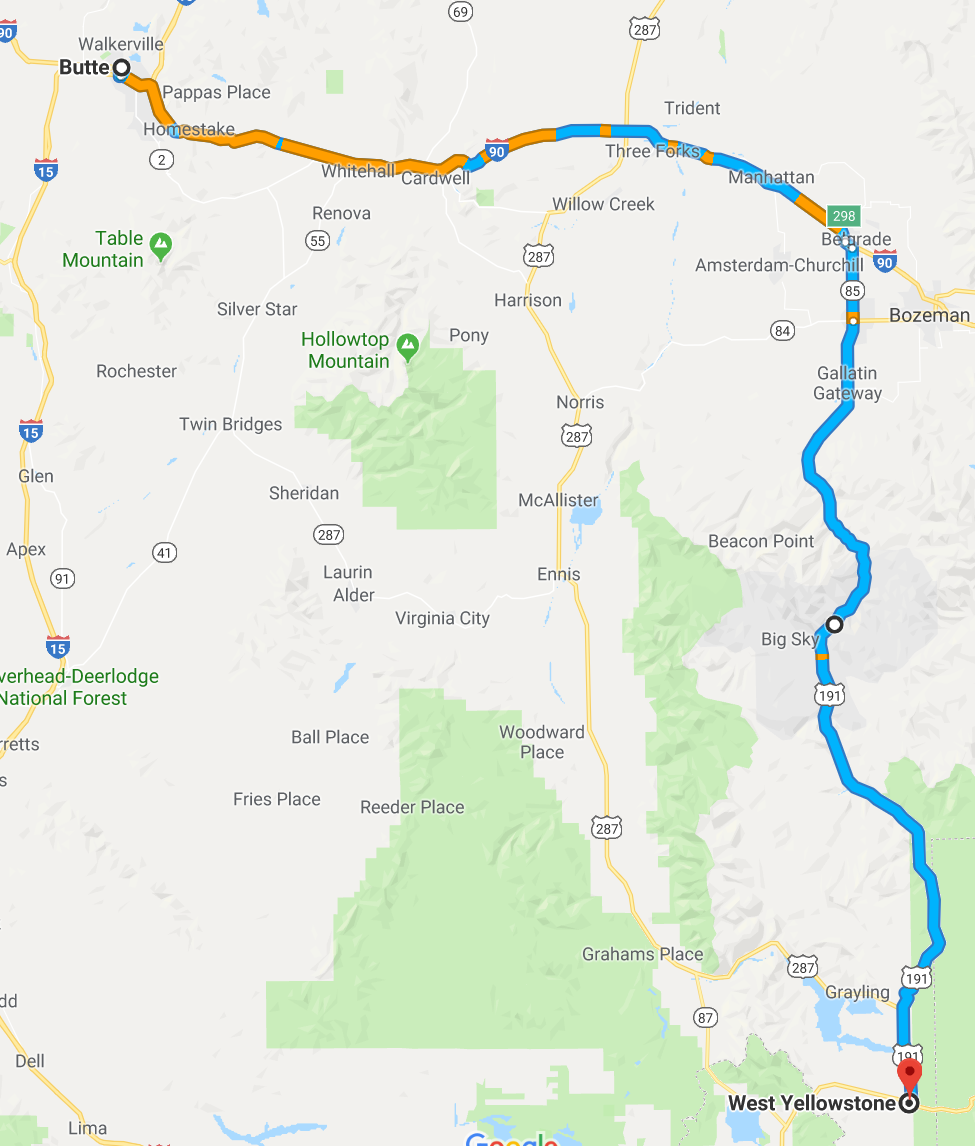 69
90
287
Walkerville
Butte
Pappas Place
Trident
Homestake
90
Three Forks
2
15
Whitehall
Cardwell
Manhattan
Willow Creek
Renova
298
55
Table
Mountain
287
Belgrade
90
Amsterdam-Churchill
85
Harrison
Silver Star
Bozeman
84
Hollowtop
Mountain
Pony
Rochester
Gallatin
Gateway
Norris
Twin Bridges
15
287
Glen
Sheridan
McAllister
287
Beacon Point
Apex
41
91
Laurin
Alder
Ennis
Virginia City
Big Sky
15
verhead-Deerlodge
National Forest
191
rretts
Ball Place
Woodward
Place
s
Fries Place
Reeder Place
287
Grahams Place
287
191
Grayling
dd
87
191
Dell
West Yellowstone
Lima
Google